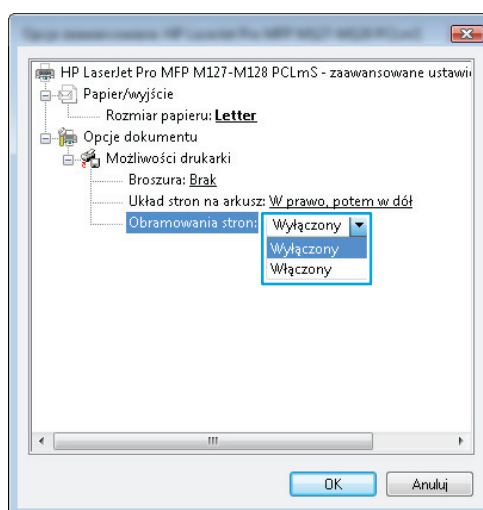 HP LaserJet Pro MFP M127-M128 PCLmS - zaawansowane ustawi
Papier/wyjście
Rozmiar papieru: Letter
Opcje dokumentu
Możliwości drukarki
Broszura: Brak
Układ stron na arkusz: W prawo, potem w dół
Obramowania stron: Wyłączony
Wyłączony
Włączony
OK Anuluj